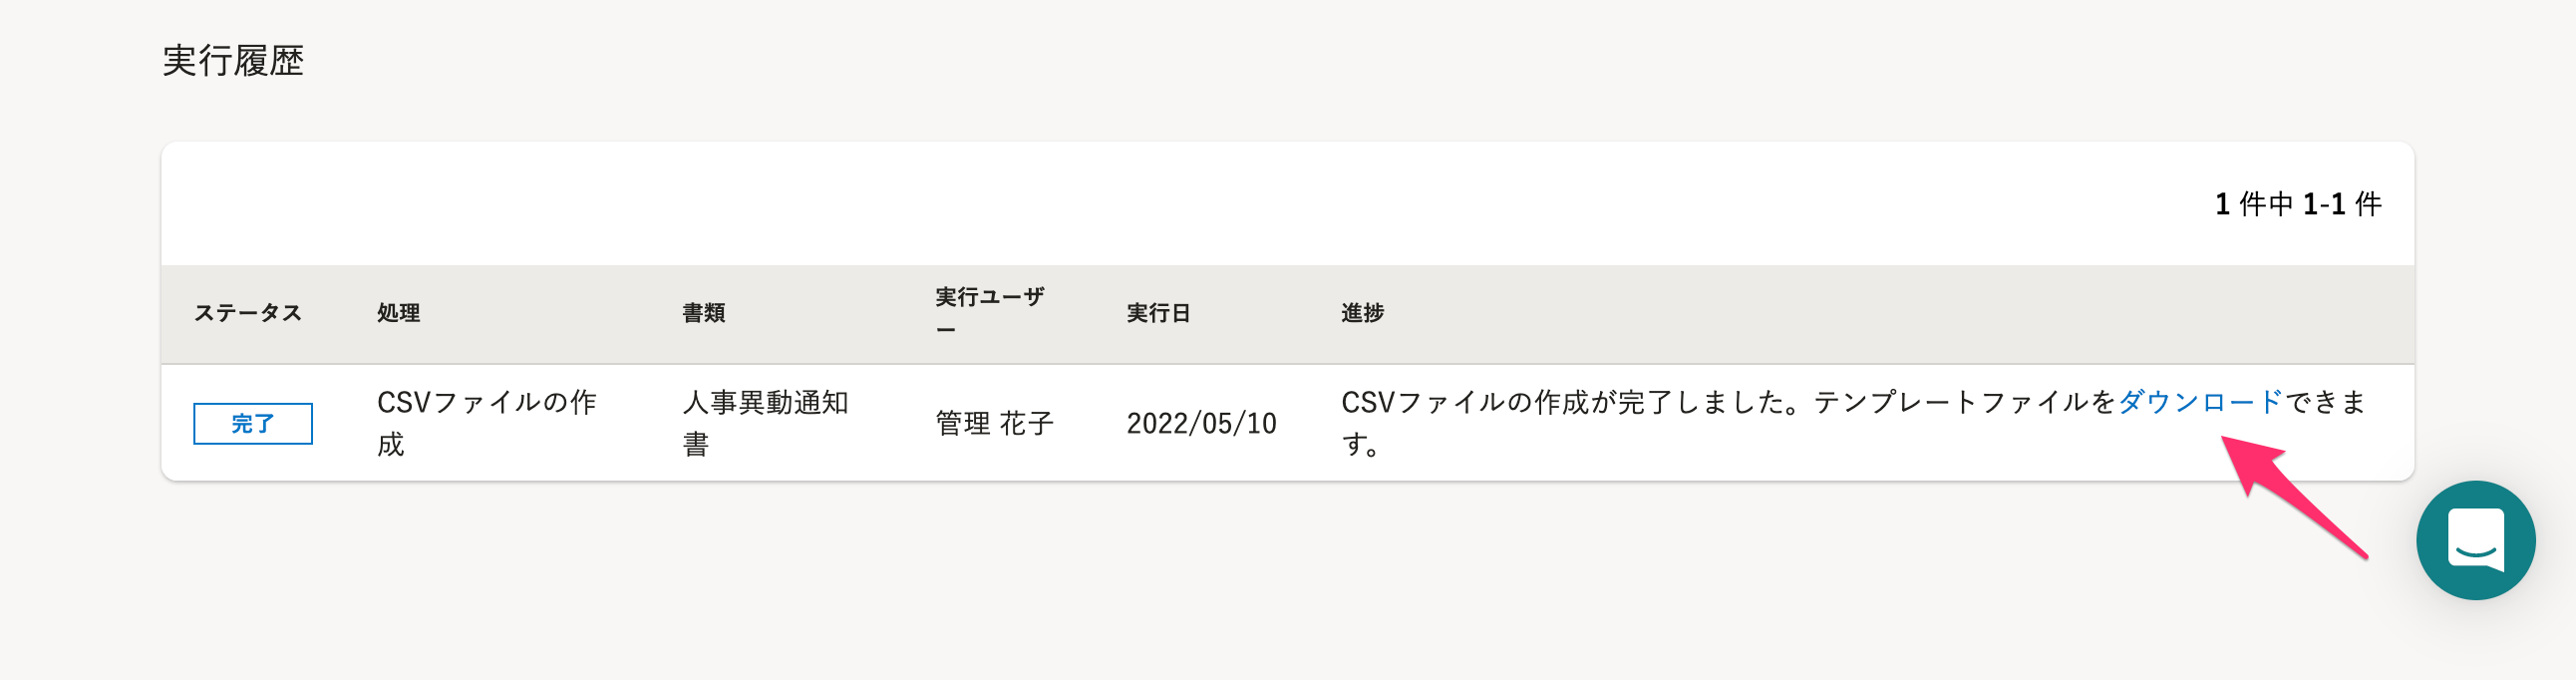 実行履歴
1 件中 1-1 件
ステータス
処理
書類
実行ユーザ
ー
実行日
進捗
完了
CSVファイルの作
成
人事異動通知
書
管理 花子
2022/05/10
CSVファイルの作成が完了しました。テンプレートファイルをダウンロードできま
す。